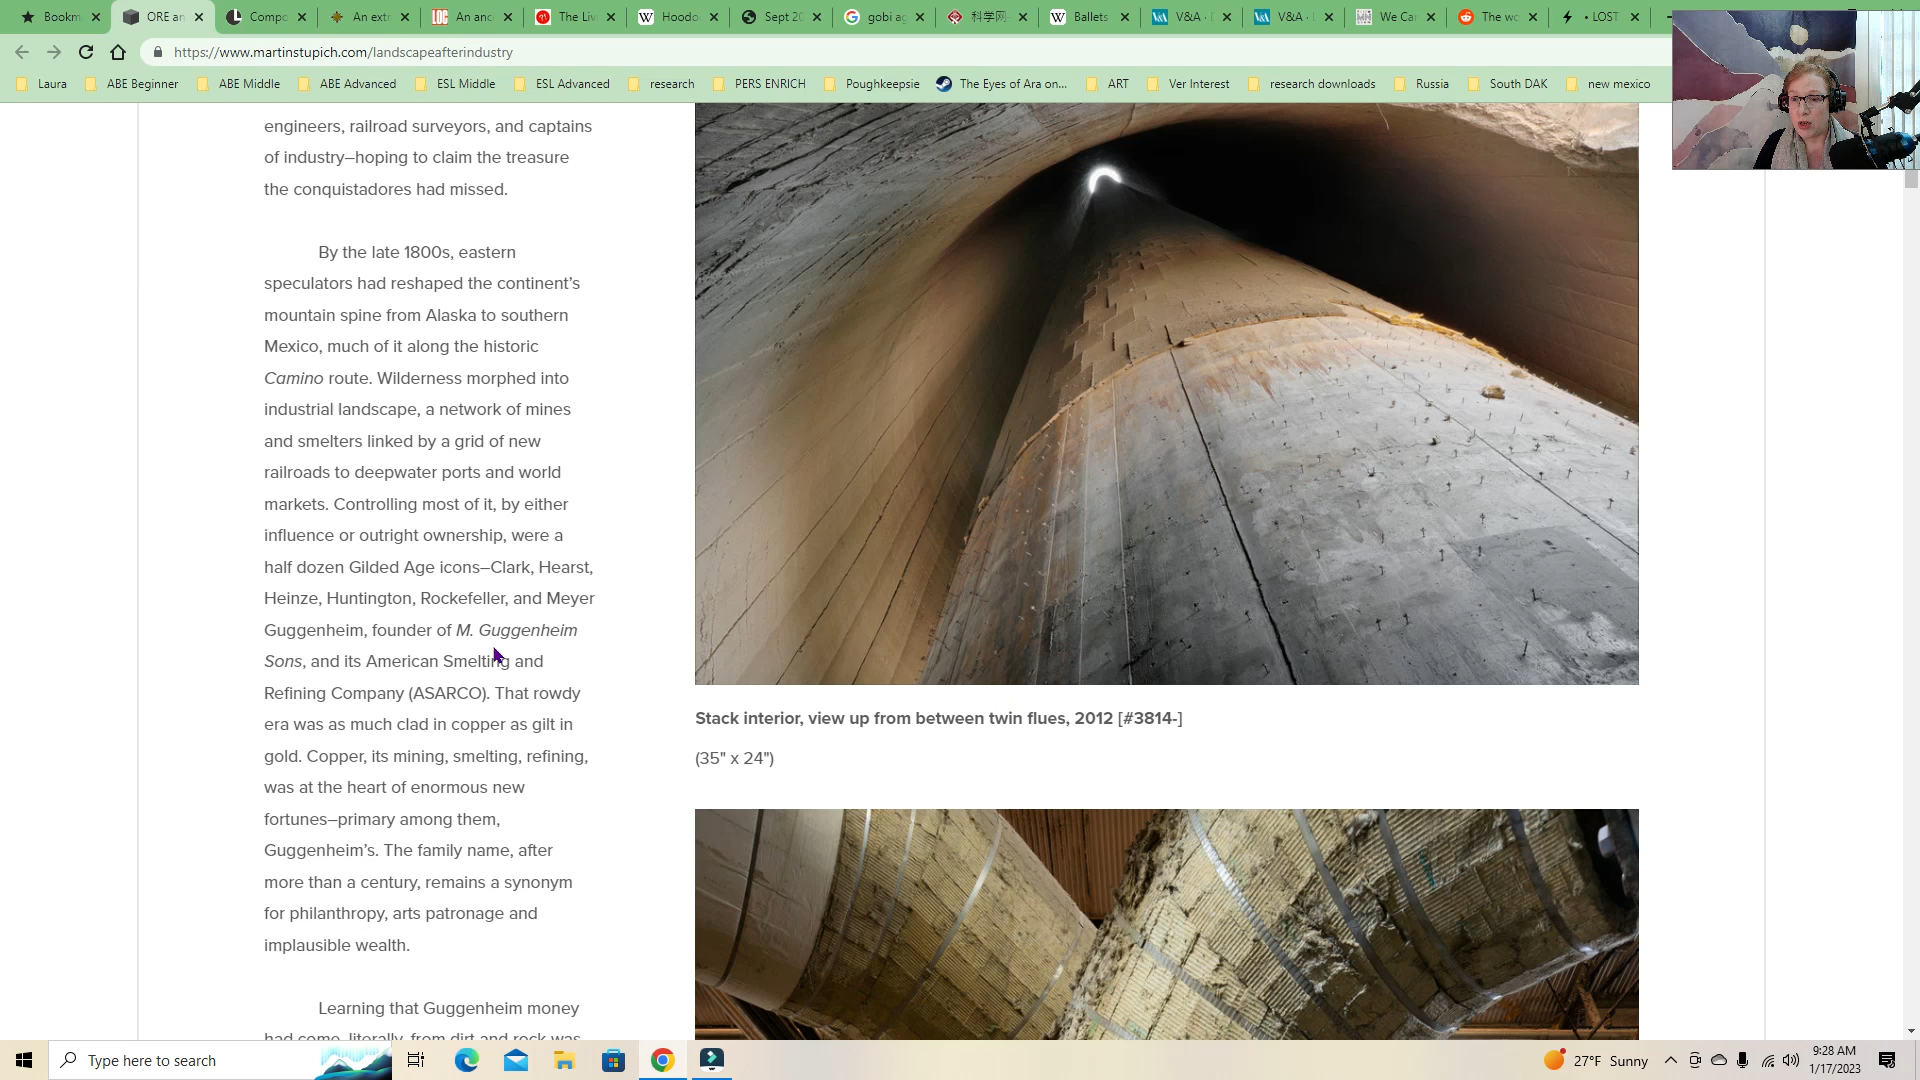 Bookm
ORE an
Compo
An extr
An anc
The Livi
Hoodo
Sept 20
gobi ag
科学网
Ballets
V&A ·
V&A ·
We Car
The wo
• LOST
https://www.martinstupich.com/landscapeafterindustry
Laura
ABE Beginner
ABE Middle
ABE Advanced
ESL Middle
ESL Advanced
research
PERS ENRICH
Poughkeepsie
The Eyes of Ara on...
ART
Ver Interest
research downloads
Russia
South DAK
new mexico
engineers, railroad surveyors, and captains
of industry–hoping to claim the treasure
the conquistadores had missed.
By the late 1800s, eastern
speculators had reshaped the continent’s
mountain spine from Alaska to southern
Mexico, much of it along the historic
Camino route. Wilderness morphed into
industrial landscape, a network of mines
and smelters linked by a grid of new
railroads to deepwater ports and world
markets. Controlling most of it, by either
influence or outright ownership, were a
half dozen Gilded Age icons–Clark, Hearst,
Heinze, Huntington, Rockefeller, and Meyer
Guggenheim, founder of M. Guggenheim
Sons, and its American Smelting and
Refining Company (ASARCO). That rowdy
era was as much clad in copper as gilt in
gold. Copper, its mining, smelting, refining,
was at the heart of enormous new
fortunes–primary among them,
Guggenheim’s. The family name, after
more than a century, remains a synonym
for philanthropy, arts patronage and
implausible wealth.
Learning that Guggenheim money
had come, literally, from dirt and rock was
Stack interior, view up from between twin flues, 2012 [#3814-]
(35" x 24")
Type here to search
27°F Sunny
9:28 AM
1/17/2023